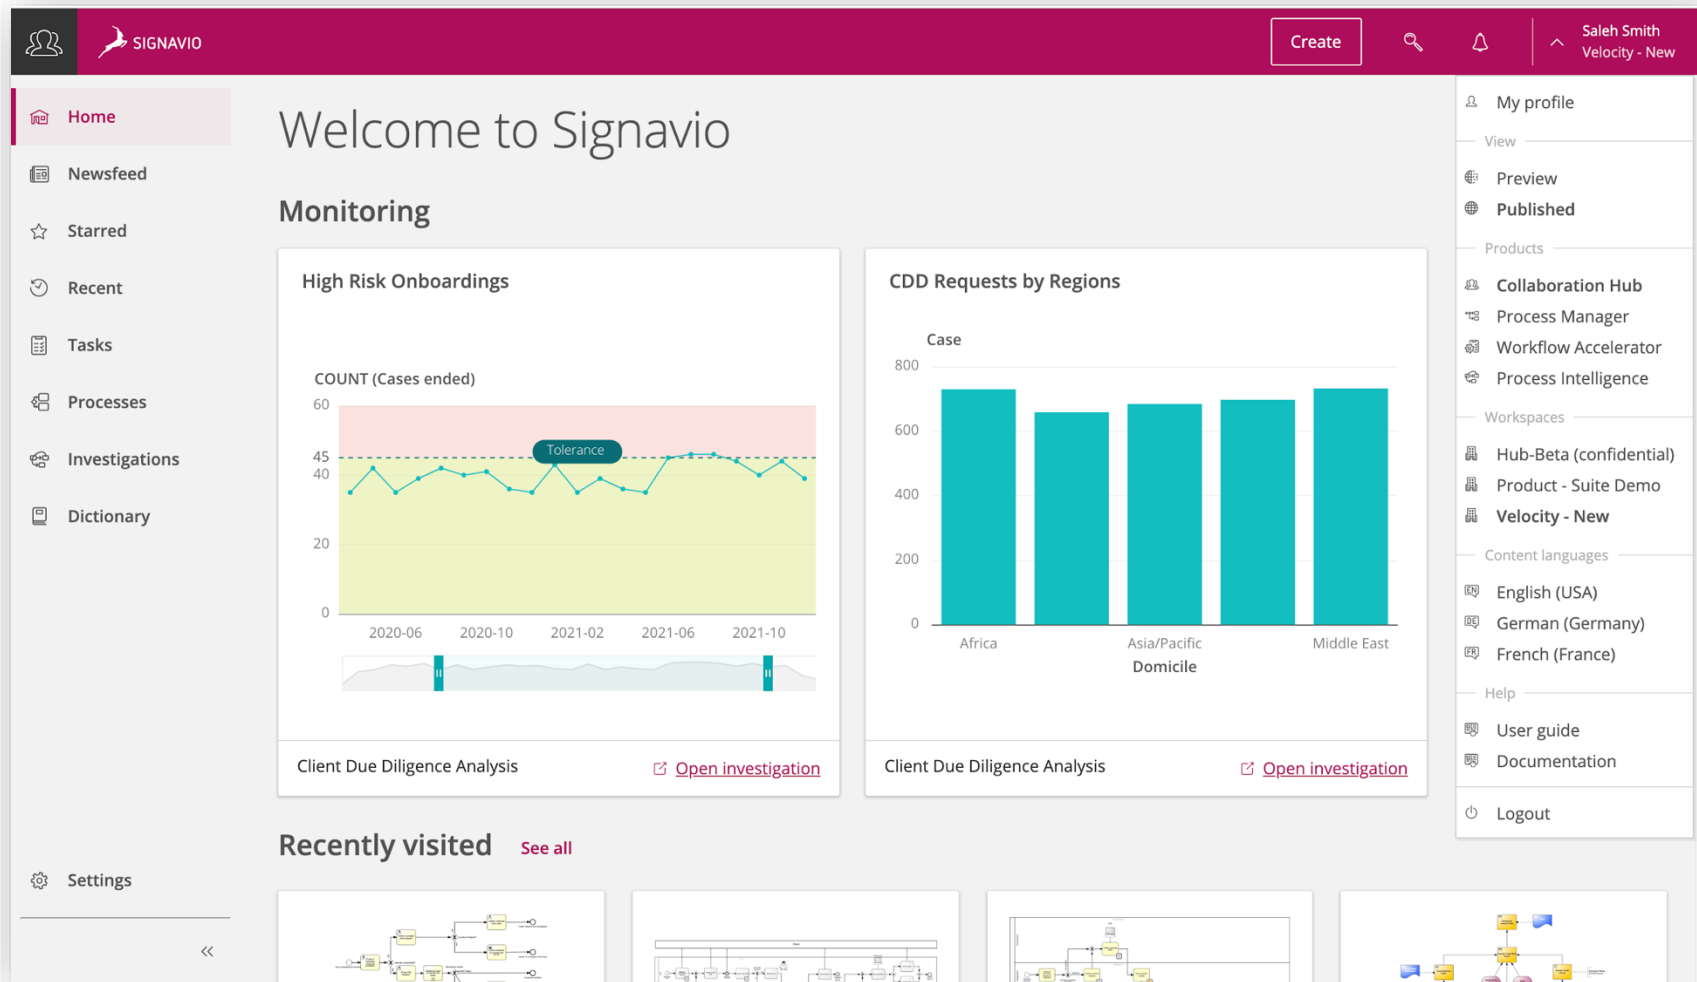 SIGNAVIO
Create
Saleh Smith
Velocity - New
Home
Newsfeed
Starred
Recent
Tasks
Processes
Investigations
Dictionary
Settings
Welcome to Signavio
Monitoring
High Risk Onboardings
COUNT (Cases ended)
60
45
40
20
0
Tolerance
2020-06 2020-10 2021-02 2021-06 2021-10
Client Due Diligence Analysis
Open investigation
CDD Requests by Regions
Case
800
600
400
200
0
Africa Asia/Pacific Middle East
Domicile
Client Due Diligence Analysis
Open investigation
Recently visited See all
My profile
View
Preview
Published
Products
Collaboration Hub
Process Manager
Workflow Accelerator
Process Intelligence
Workspaces
Hub-Beta (confidential)
Product - Suite Demo
Velocity - New
Content languages
EN English (USA)
DE German (Germany)
FR French (France)
Help
User guide
Documentation
Logout